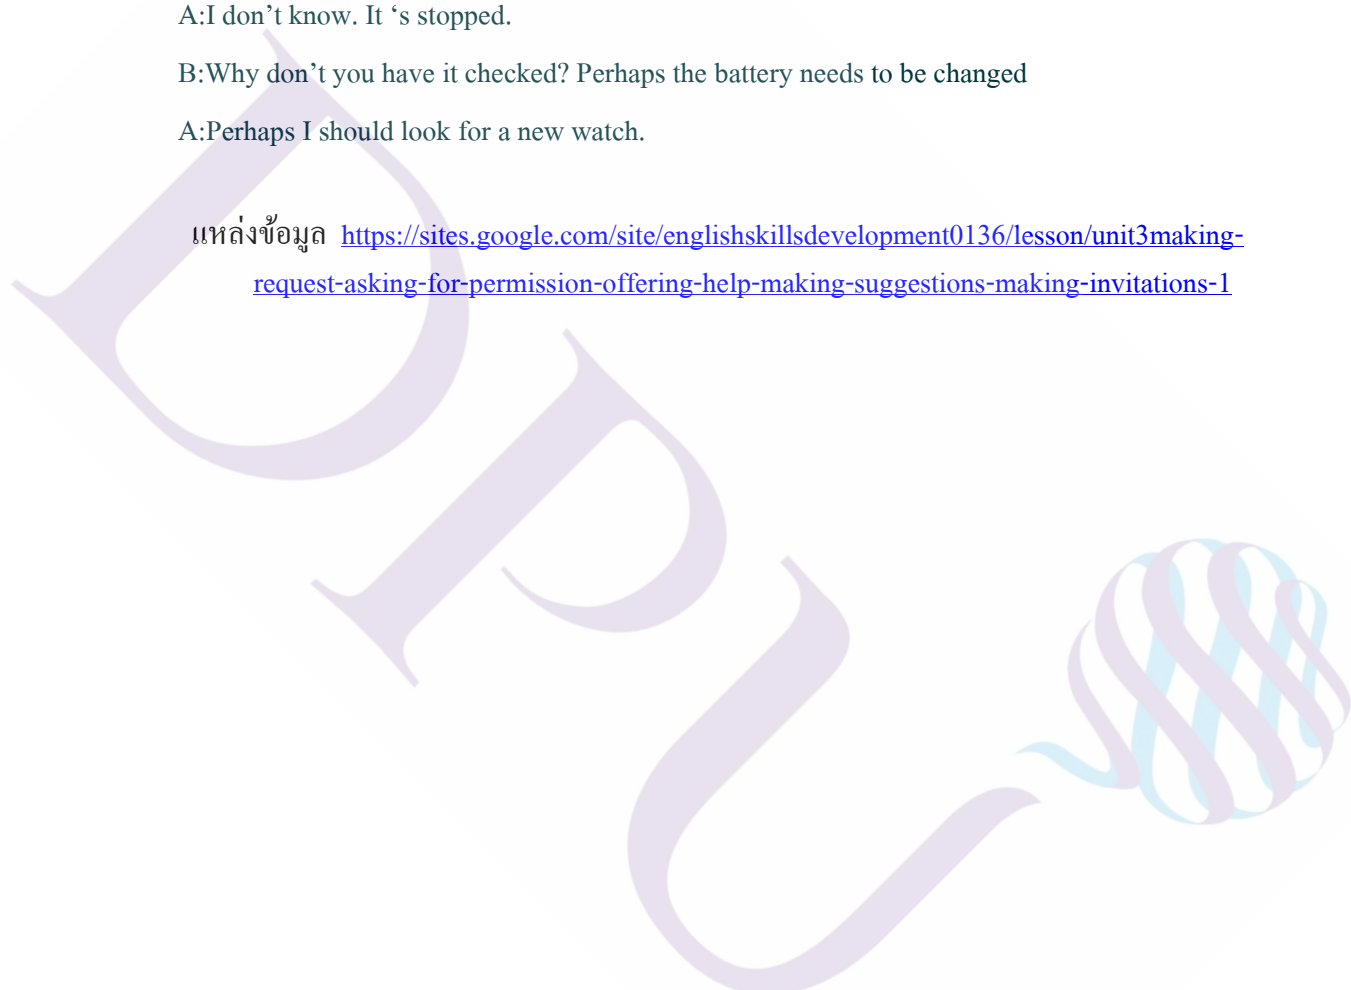 A:I don’t know. It ‘s stopped.
B:Why don’t you have it checked? Perhaps the battery needs to be changed
A:Perhaps I should look for a new watch.
แหล่งข้อมูล https://sites.google.com/site/englishskillsdevelopment0136/lesson/unit3making-
request-asking-for-permission-offering-help-making-suggestions-making-invitations-1
DPU